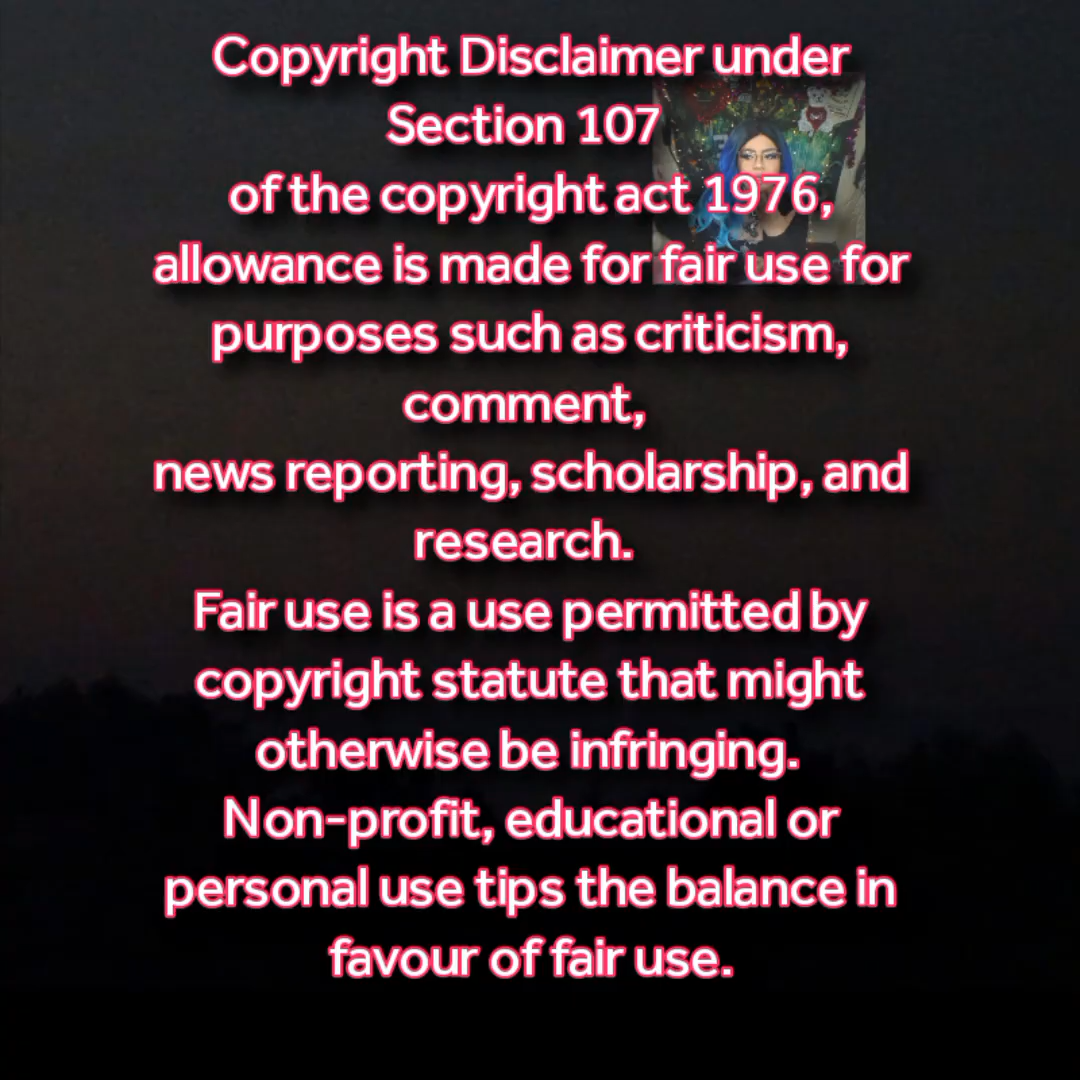 Copyright Disclaimer under
Section 107
of the copyright act 1976,
allowance is made for fair use for
purposes such as criticism,
comment,
news reporting, scholarship, and
research.
Fair use is a use permitted by
copyright statute that might
otherwise be infringing.
Non-profit, educational or
personal use tips the balance in
favour of fair use.